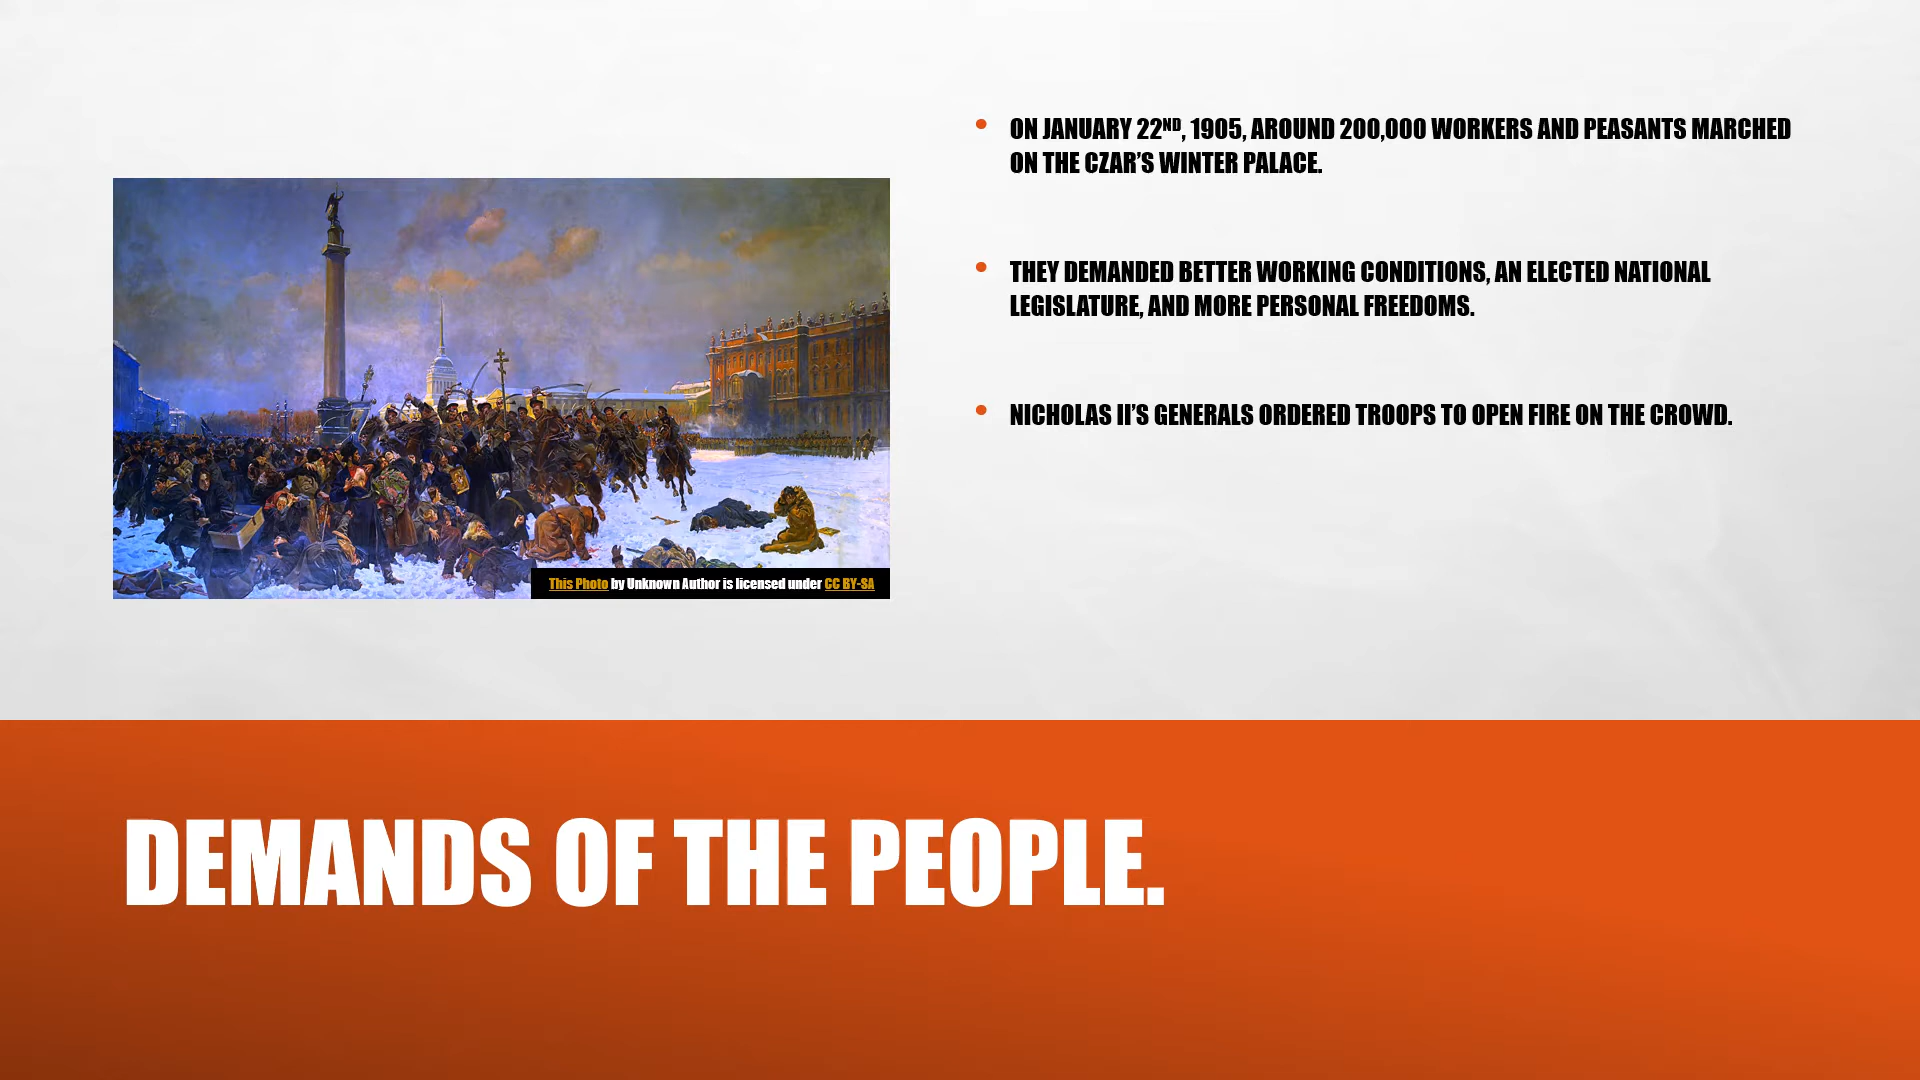 ON JANUARY 22ND, 1905, AROUND 200,000 WORKERS AND PEASANTS MARCHED
ON THE CZAR’S WINTER PALACE.
THEY DEMANDED BETTER WORKING CONDITIONS, AN ELECTED NATIONAL
LEGISLATURE, AND MORE PERSONAL FREEDOMS.
NICHOLAS II’S GENERALS ORDERED TROOPS TO OPEN FIRE ON THE CROWD.
This Photo by Unknown Author is licensed under CC BY-SA
DEMANDS OF THE PEOPLE.